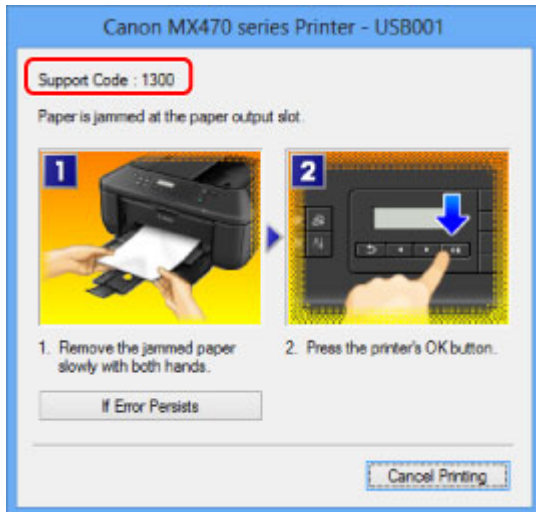 Canon MX470 series Printer - USB001
Support Code : 1300
Paper is jammed at the paper output slot.
1
2
1. Remove the jammed paper
slowly with both hands.
2. Press the printer's OK button.
If Error Persists
Cancel Printing